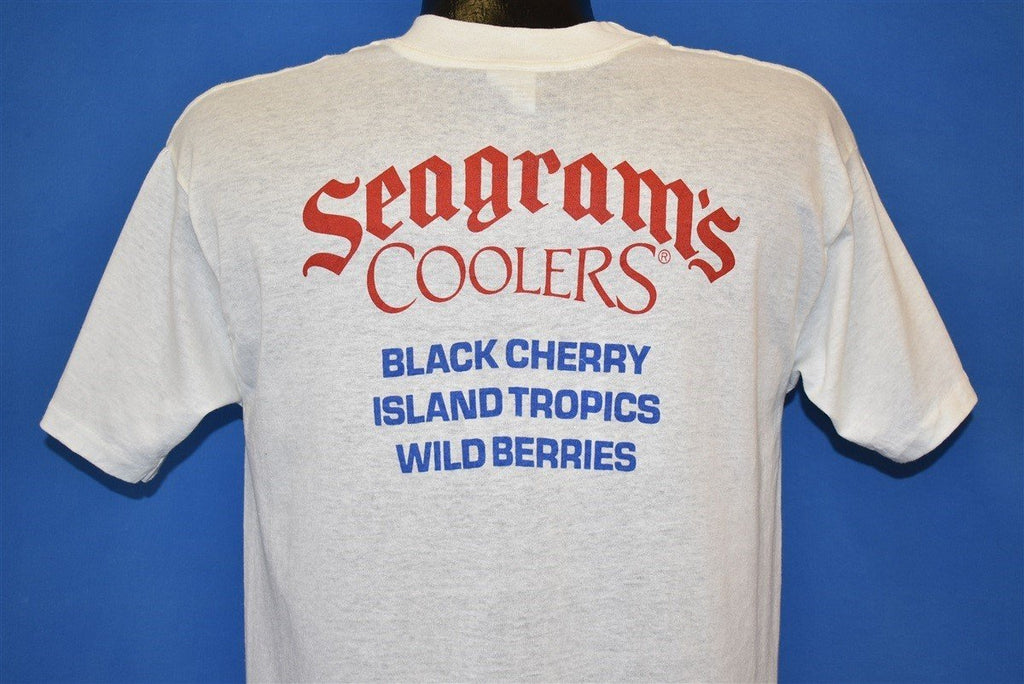 Seagram's
COOLERS®
BLACK CHERRY
ISLAND TROPICS
WILD BERRIES